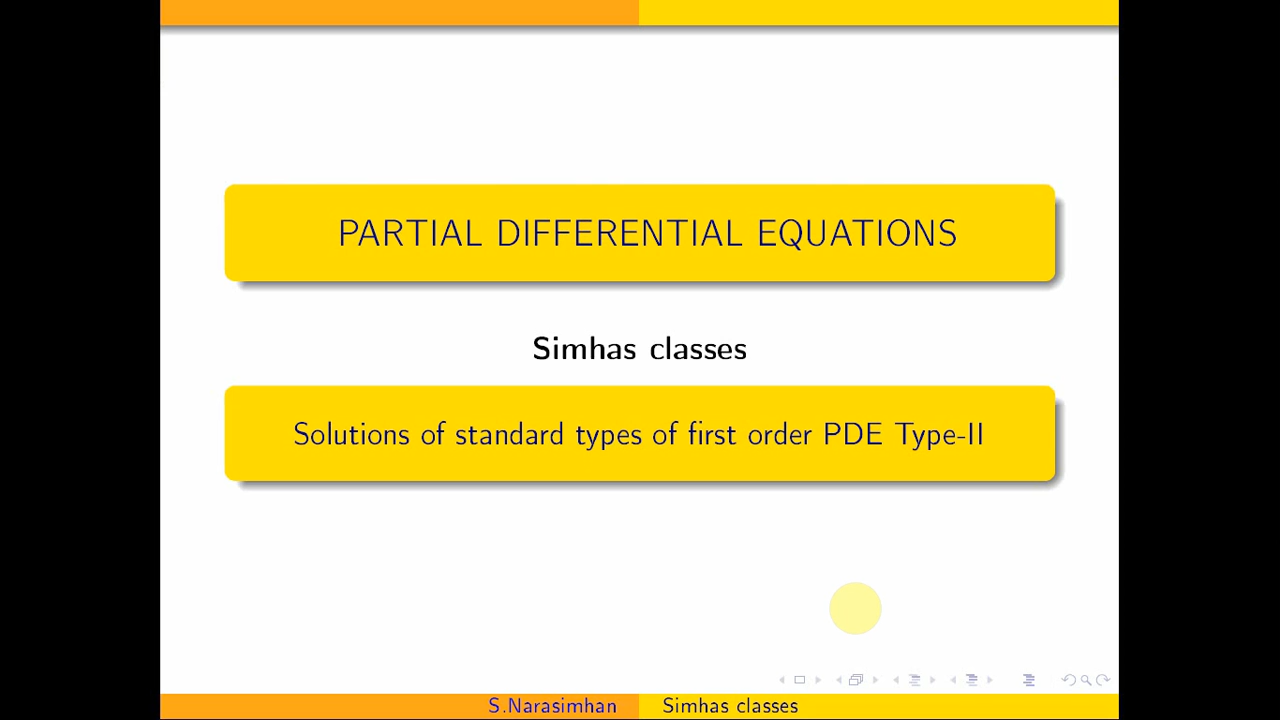 PARTIAL DIFFERENTIAL EQUATIONS
Simhas classes
Solutions of standard types of first order PDE Type-II
S.Narasimhan
Simhas classes